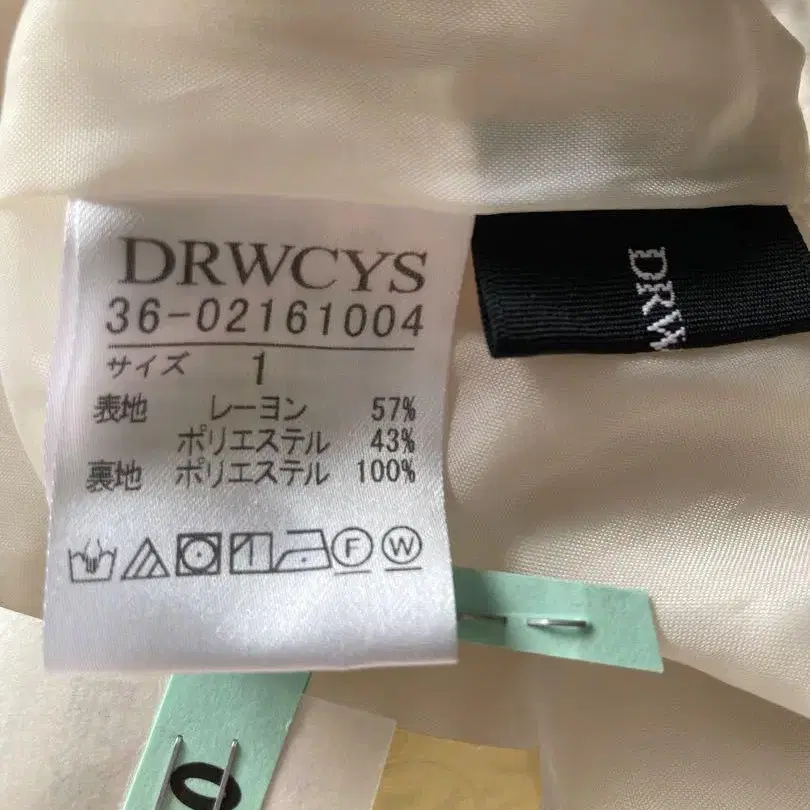 DRWCYS
36-02161004
サイズ 1
表地 レーヨン 57%
ポリエステル 43%
裏地 ポリエステル 100%
F W
DRW
0